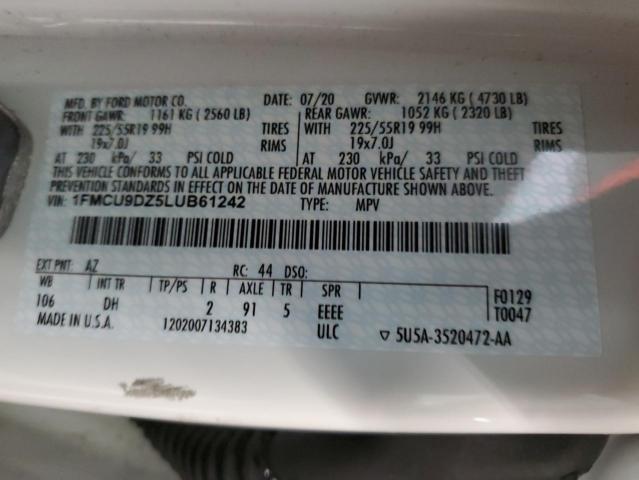 MFD. BY FORD MOTOR CO. DATE: 07/20 GVWR: 2146 KG ( 4730 LB)
FRONT GAWR: 1161 KG ( 2560 LB) REAR GAWR: 1052 KG ( 2320 LB)
WITH 225/55R19 99H TIRES WITH 225/55R19 99H TIRES
19x7.0J RIMS 19x7.0J RIMS
AT 230 kPa/ 33 PSI COLD AT 230 kPa/ 33 PSI COLD
THIS VEHICLE CONFORMS TO ALL APPLICABLE FEDERAL MOTOR VEHICLE SAFETY AND THEFT
PREVENTION STANDARDS IN EFFECT ON THE DATE OF MANUFACTURE SHOWN ABOVE.
VIN: 1FMCU9DZ5LUB61242 TYPE: MPV
EXT PNT: AZ RC: 44 DSO:
WB INT TR TP/PS R AXLE TR SPR F0129
106 DH 2 91 5 EEEE T0047
MADE IN U.S.A. 1202007134383 ULC ▽ 5U5A-3520472-AA